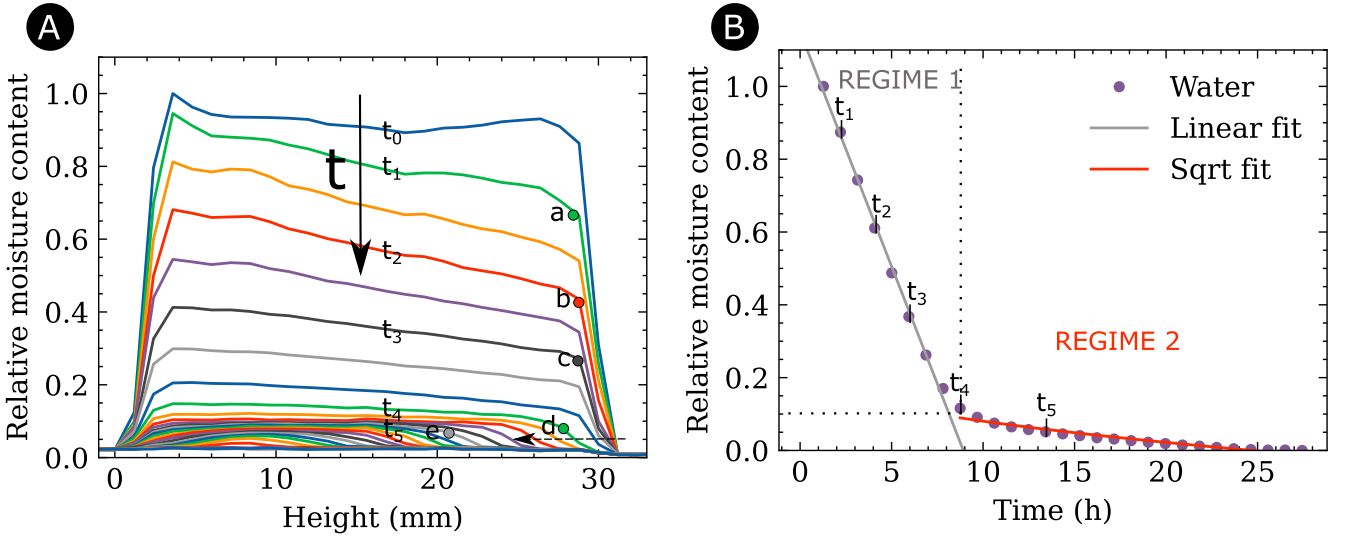 A
Relative moisture content
1.0
0.8
0.6
0.4
0.2
0.0
0
10
20
30
Height (mm)
t
t0
t1
t2
t3
t4
t5
a
b
c
d
e
B
Relative moisture content
1.0
0.8
0.6
0.4
0.2
0.0
0
5
10
15
20
25
Time (h)
REGIME 1
REGIME 2
t1
t2
t3
t4
t5
Water
Linear fit
Sqrt fit